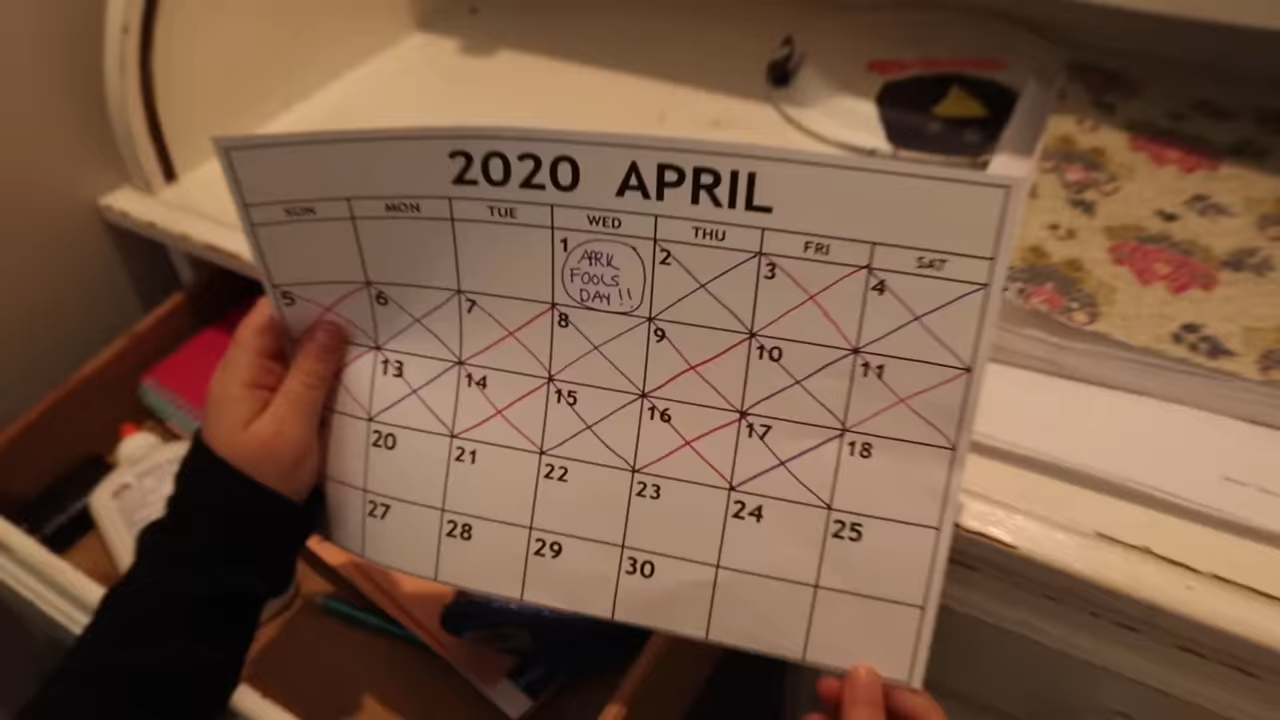 2020 APRIL
SUN MON TUE WED THU FRI SAT
1 2 3 4
APRIL
FOOLS
DAY!!
5 6 7 8 9 10 11
13 14 15 16 17 18
20 21 22 23 24 25
27 28 29 30